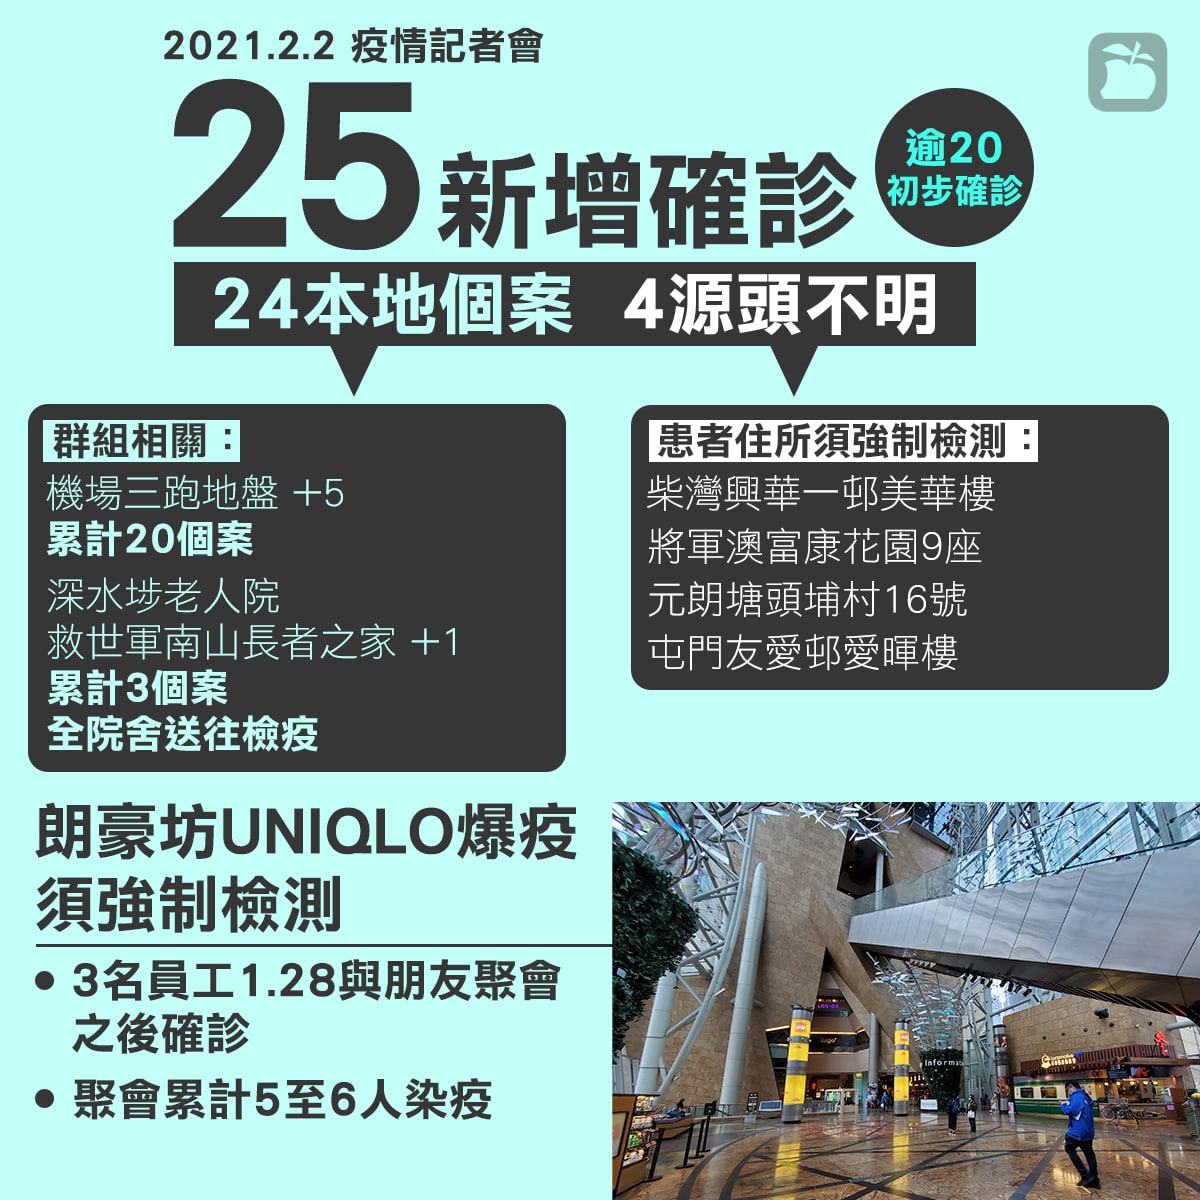 2021.2.2 疫情記者會
25新增確診
逾20
初步確診
24本地個案 4源頭不明
群組相關：
機場三跑地盤 +5
累計20個案
深水埗老人院
救世軍南山長者之家 +1
累計3個案
全院舍送往檢疫
患者住所須強制檢測：
柴灣興華一邨美華樓
將軍澳富康花園9座
元朗塘頭埔村16號
屯門友愛邨愛暉樓
朗豪坊UNIQLO爆疫
須強制檢測
• 3名員工1.28與朋友聚會
之後確診
• 聚會累計5至6人染疫